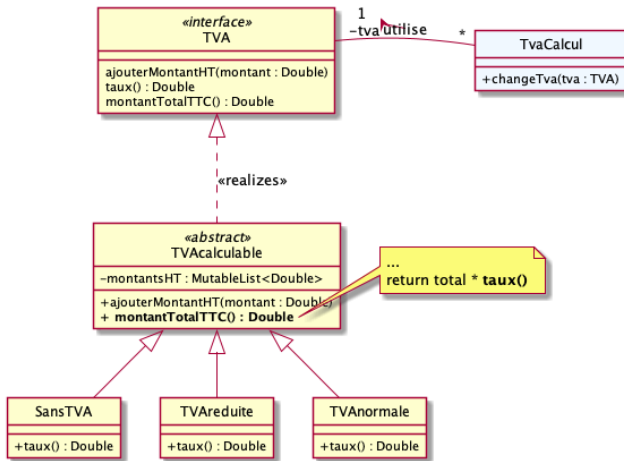 «interface»
TVA
ajouterMontantHT(montant : Double)
taux() : Double
montantTotalTTC() : Double
1
-tva
utilise
*
TvaCalcul
+changeTva(tva : TVA)
«realizes»
«abstract»
TVAcalculable
-montantsHT : MutableList<Double>
+ajouterMontantHT(montant : Double)
+ montantTotalTTC() : Double
...
return total * taux()
SansTVA
+taux() : Double
TVAreduite
+taux() : Double
TVAnormale
+taux() : Double